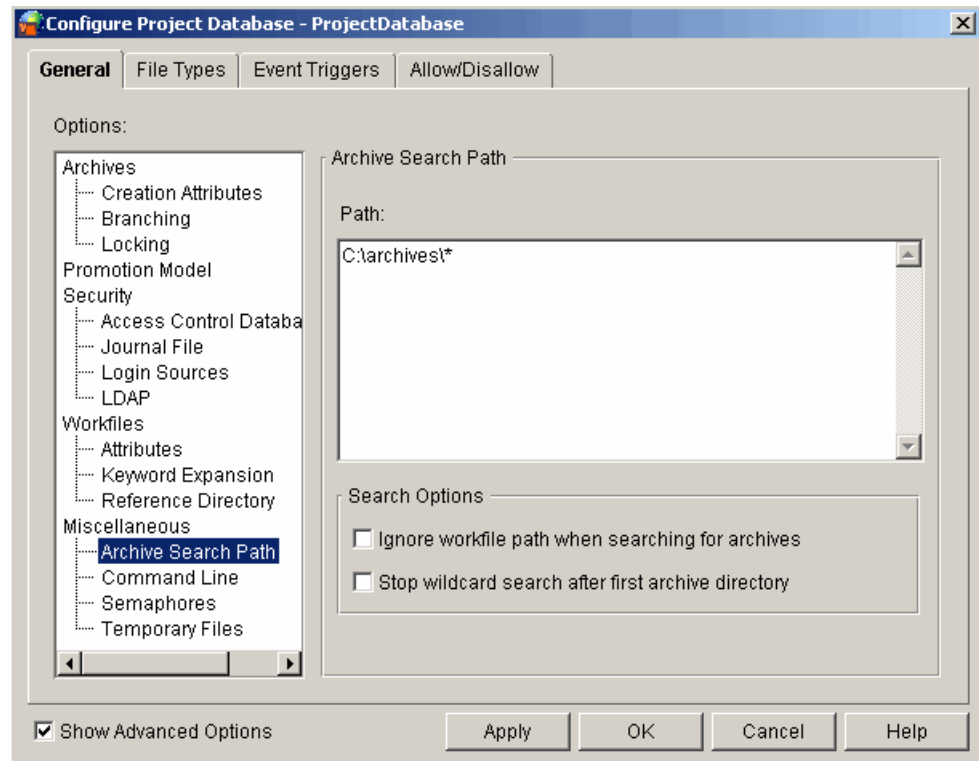 Configure Project Database - ProjectDatabase
General
File Types
Event Triggers
Allow/Disallow
Options:
Archives
Creation Attributes
Branching
Locking
Promotion Model
Security
Access Control Databa
Journal File
Login Sources
LDAP
Workfiles
Attributes
Keyword Expansion
Reference Directory
Miscellaneous
Archive Search Path
Command Line
Semaphores
Temporary Files
Archive Search Path
Path:
C:\archives\*
Search Options
Ignore workfile path when searching for archives
Stop wildcard search after first archive directory
Show Advanced Options
Apply
OK
Cancel
Help